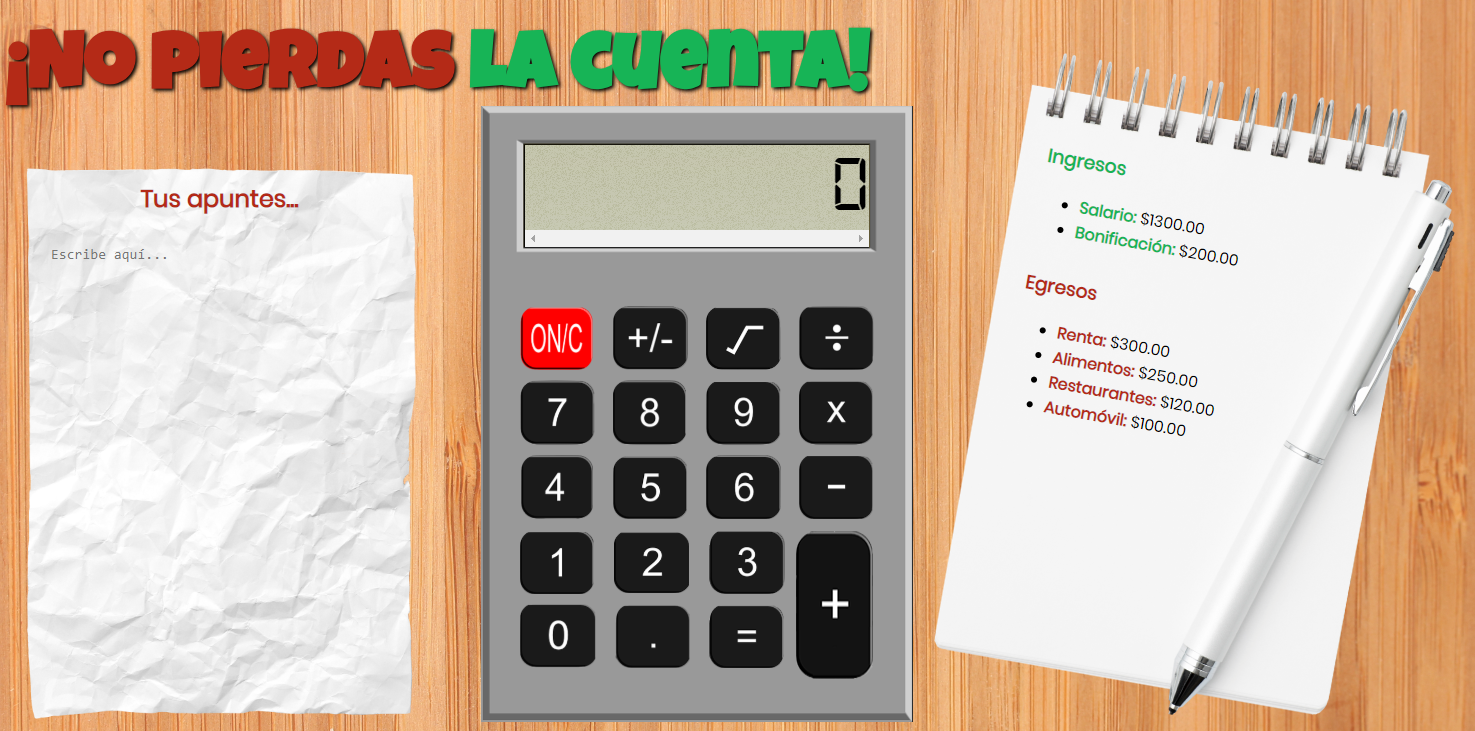 ¡No pierdas la cuenta!
Tus apuntes...
Escribe aquí...
0
ON/C +/- √ ÷
7 8 9 x
4 5 6 -
1 2 3
+
0 . =
Ingresos
• Salario: $1300.00
• Bonificación: $200.00
Egresos
• Renta: $300.00
• Alimentos: $250.00
• Restaurantes: $120.00
• Automóvil: $100.00